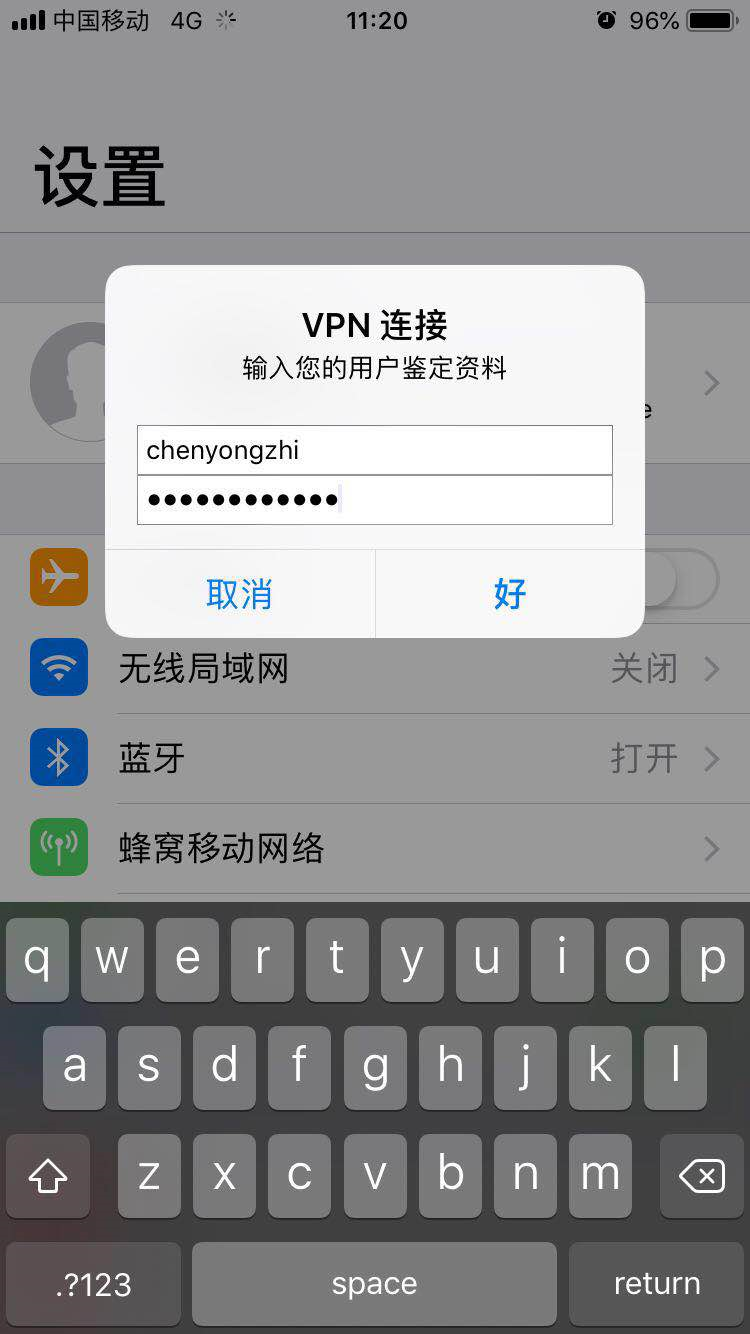 中国移动 4G 11:20 96%
设置
VPN 连接
输入您的用户鉴定资料
e
chenyongzhi
••••••••••••
取消 好
无线局域网 关闭
蓝牙 打开
蜂窝移动网络
q w e r t y u i o p
a s d f g h j k l
z x c v b n m
.?123 space return